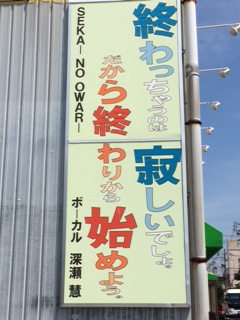 終わっちゃうのは
寂しいでしょ。
だから終
わりから
始めよう。
SEKAI NO OWARI
ボーカル 深瀬 慧